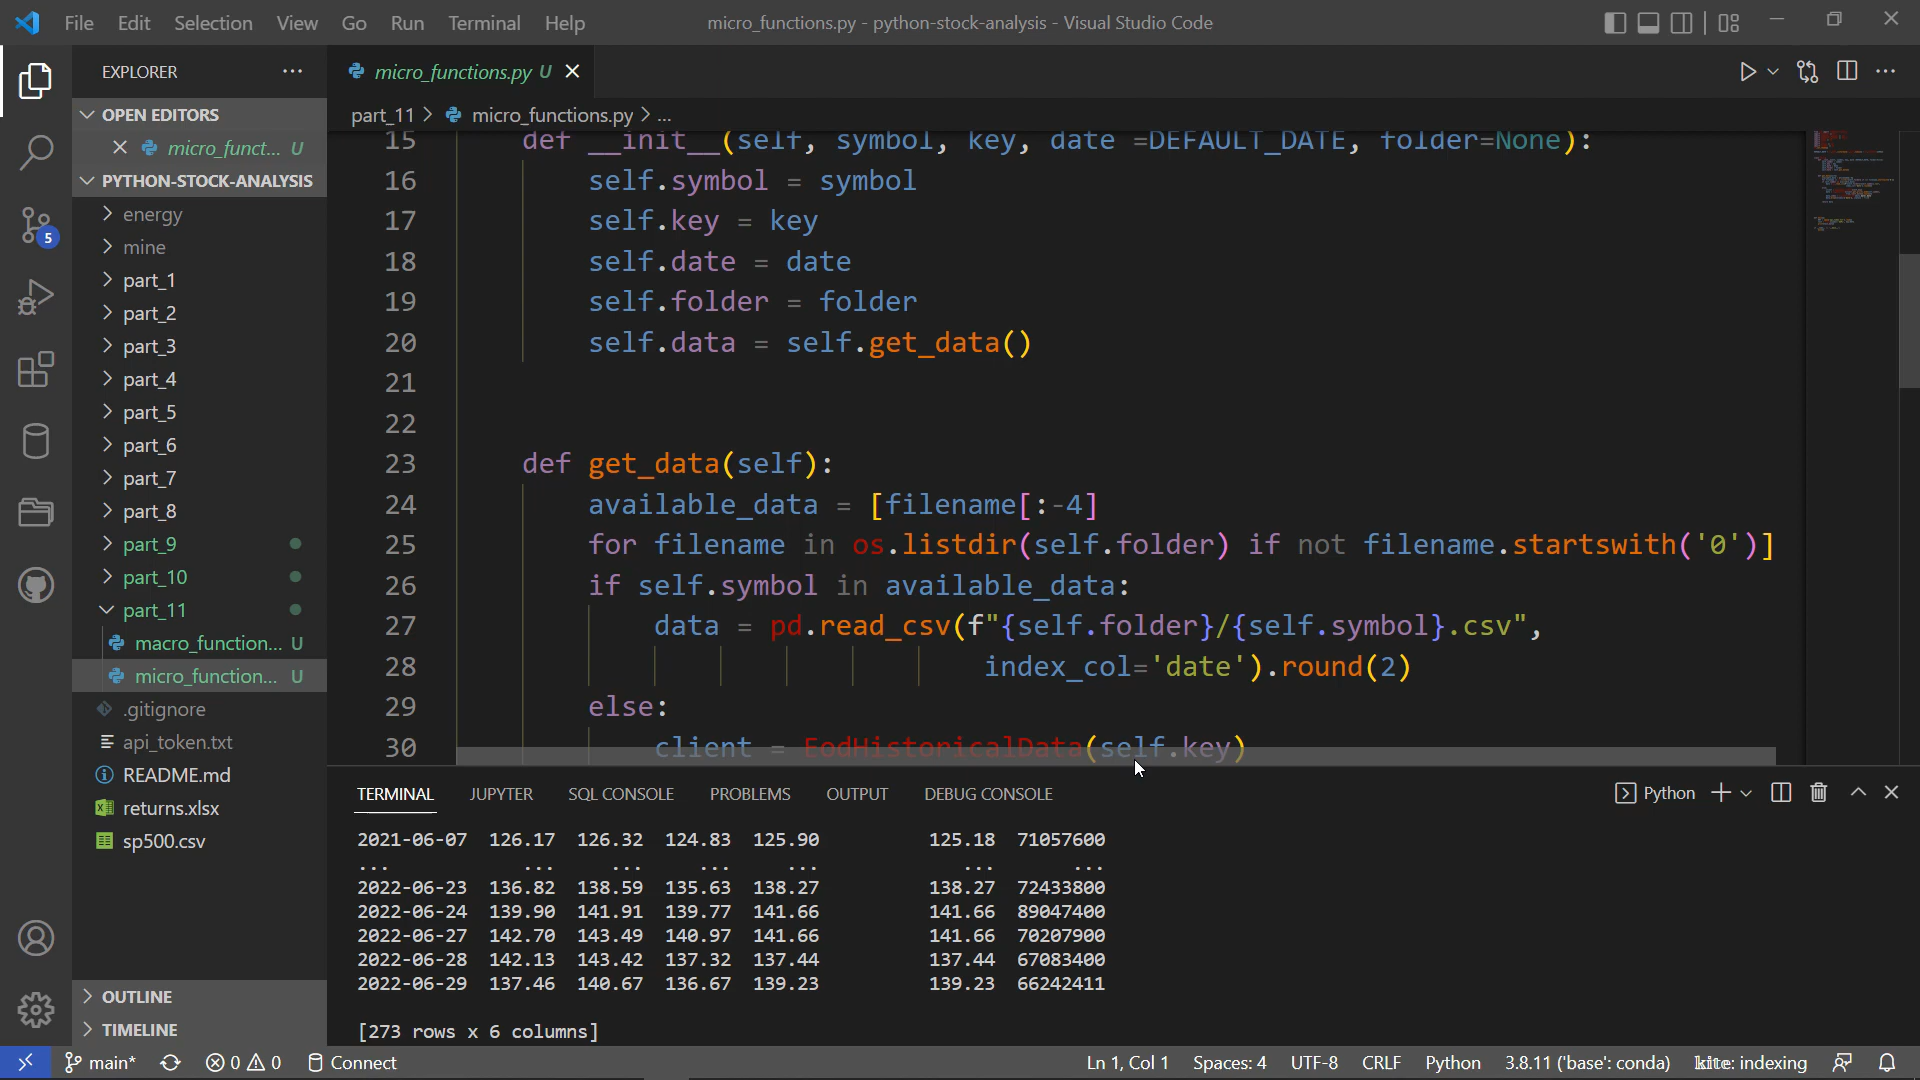 File Edit Selection View Go Run Terminal Help
micro_functions.py - python-stock-analysis - Visual Studio Code
EXPLORER
micro_functions.py U
OPEN EDITORS
micro_funct... U
PYTHON-STOCK-ANALYSIS
energy
mine
part_1
part_2
part_3
part_4
part_5
part_6
part_7
part_8
part_9
part_10
part_11
macro_function... U
micro_function... U
.gitignore
api_token.txt
README.md
returns.xlsx
sp500.csv
OUTLINE
TIMELINE
5
part_11 > micro_functions.py > ...
15 def __init__(self, symbol, key, date =DEFAULT_DATE, folder=None):
16 self.symbol = symbol
17 self.key = key
18 self.date = date
19 self.folder = folder
20 self.data = self.get_data()
21
22
23 def get_data(self):
24 available_data = [filename[:-4]
25 for filename in os.listdir(self.folder) if not filename.startswith('0')]
26 if self.symbol in available_data:
27 data = pd.read_csv(f"{self.folder}/{self.symbol}.csv",
28 index_col='date').round(2)
29 else:
30 client = EodHistoricalData(self.key)
TERMINAL JUPYTER SQL CONSOLE PROBLEMS OUTPUT DEBUG CONSOLE
Python
2021-06-07 126.17 126.32 124.83 125.90 125.18 71057600
... ... ... ... ... ... ...
2022-06-23 136.82 138.59 135.63 138.27 138.27 72433800
2022-06-24 139.90 141.91 139.77 141.66 141.66 89047400
2022-06-27 142.70 143.49 140.97 141.66 141.66 70207900
2022-06-28 142.13 143.42 137.32 137.44 137.44 67083400
2022-06-29 137.46 140.67 136.67 139.23 139.23 66242411
[273 rows x 6 columns]
main* 0 0 Connect
Ln 1, Col 1 Spaces: 4 UTF-8 CRLF Python 3.8.11 ('base': conda) kite: indexing